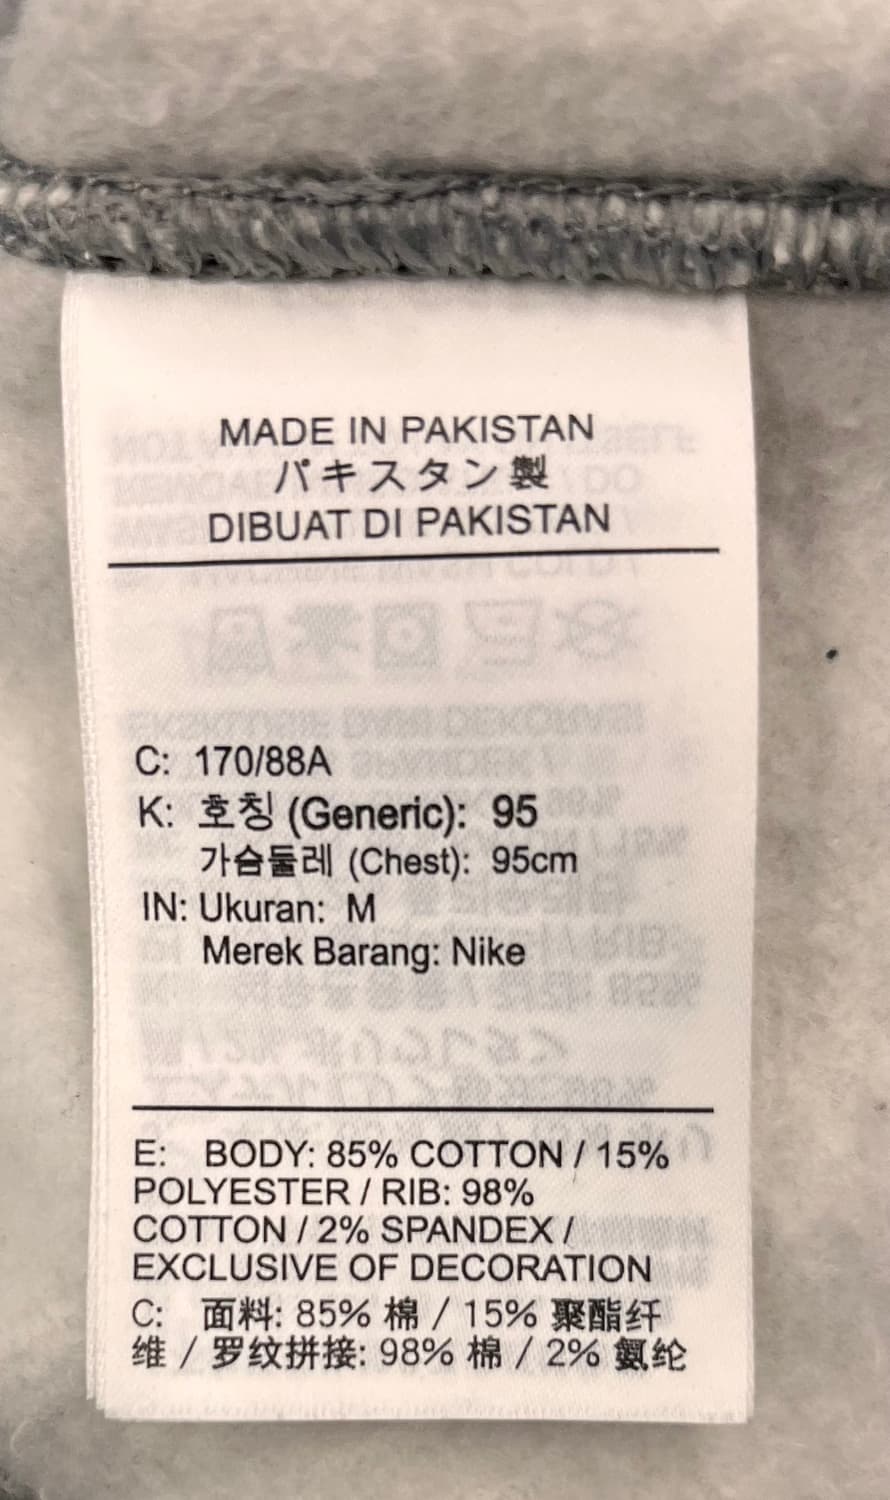 MADE IN PAKISTAN
パキスタン製
DIBUAT DI PAKISTAN
C: 170/88A
K: 호칭 (Generic): 95
가슴둘레 (Chest): 95cm
IN: Ukuran: M
Merek Barang: Nike
E: BODY: 85% COTTON / 15%
POLYESTER / RIB: 98%
COTTON / 2% SPANDEX /
EXCLUSIVE OF DECORATION
C: 面料: 85% 棉 / 15% 聚酯纤
维 / 罗纹拼接: 98% 棉 / 2% 氨纶